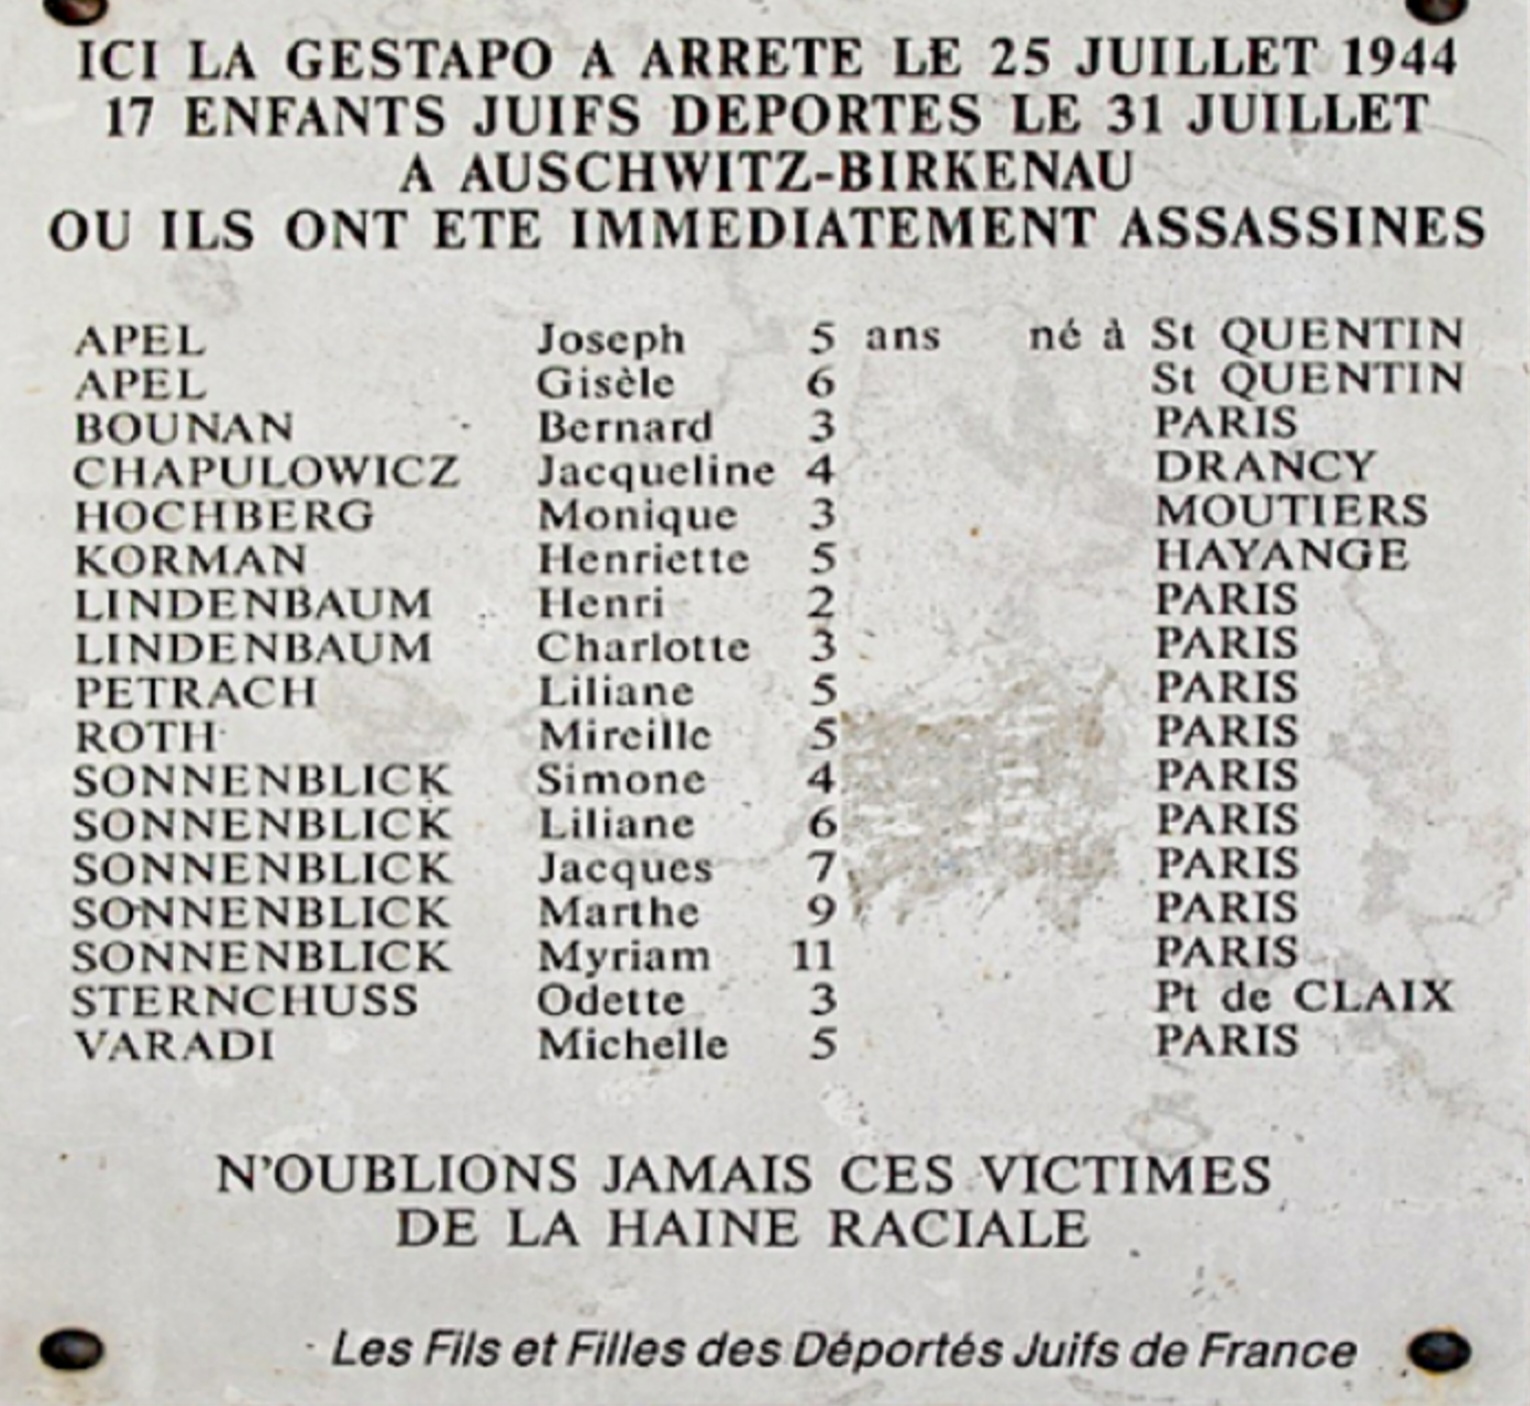 ICI LA GESTAPO A ARRETE LE 25 JUILLET 1944
17 ENFANTS JUIFS DEPORTES LE 31 JUILLET
A AUSCHWITZ-BIRKENAU
OU ILS ONT ETE IMMEDIATEMENT ASSASSINES
APEL Joseph 5 ans né à St QUENTIN
APEL Gisèle 6 St QUENTIN
BOUNAN Bernard 3 PARIS
CHAPULOWICZ Jacqueline 4 DRANCY
HOCHBERG Monique 3 MOUTIERS
KORMAN Henriette 5 HAYANGE
LINDENBAUM Henri 2 PARIS
LINDENBAUM Charlotte 3 PARIS
PETRACH Liliane 5 PARIS
ROTH Mireille 5 PARIS
SONNENBLICK Simone 4 PARIS
SONNENBLICK Liliane 6 PARIS
SONNENBLICK Jacques 7 PARIS
SONNENBLICK Marthe 9 PARIS
SONNENBLICK Myriam 11 PARIS
STERNCHUSS Odette 3 Pt de CLAIX
VARADI Michelle 5 PARIS
N'OUBLIONS JAMAIS CES VICTIMES
DE LA HAINE RACIALE
Les Fils et Filles des Déportés Juifs de France